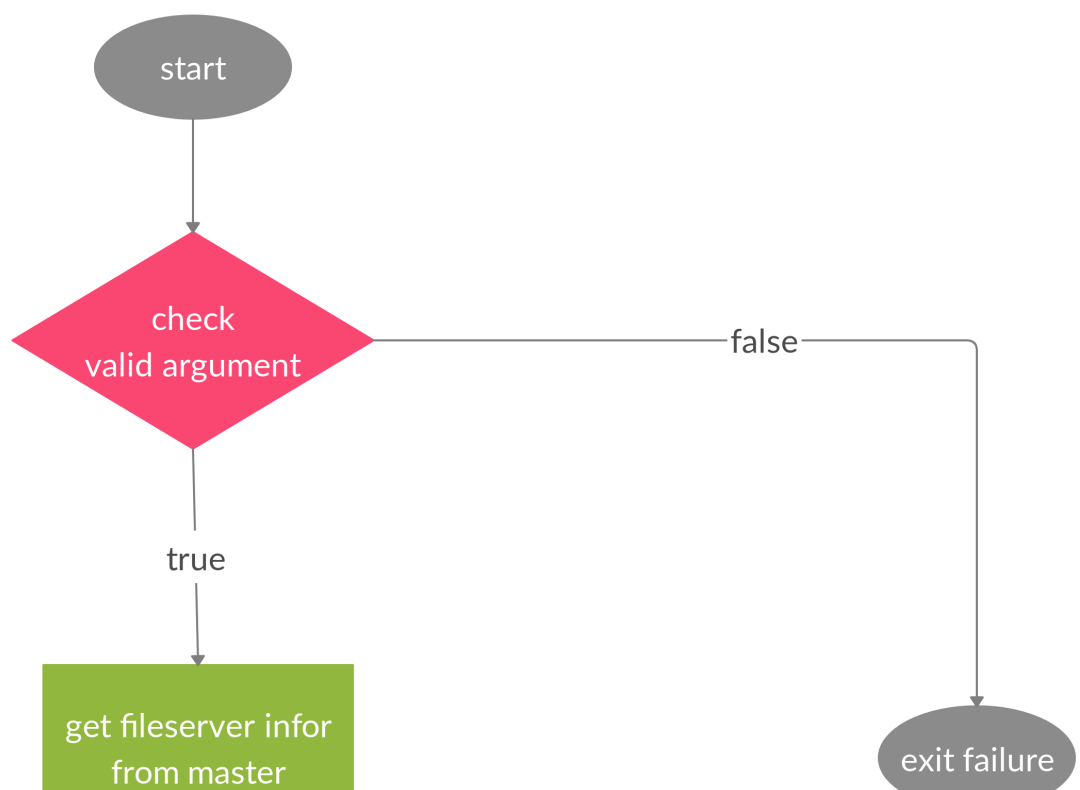 start
check
valid argument
false
true
get fileserver infor
from master
exit failure